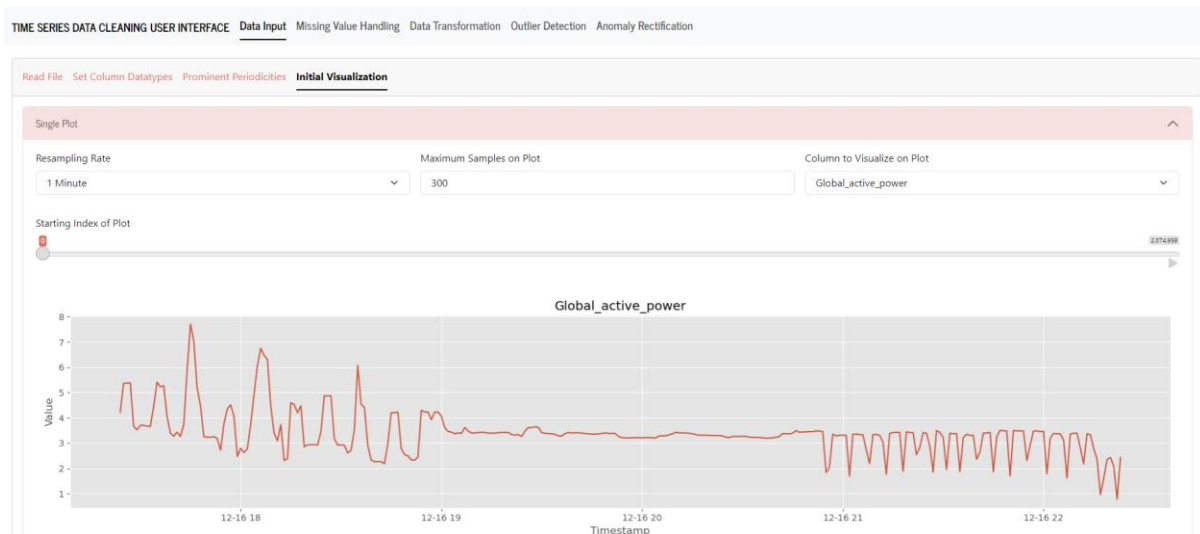 TIME SERIES DATA CLEANING USER INTERFACE Data Input Missing Value Handling Data Transformation Outlier Detection Anomaly Rectification
Read File Set Column Datatypes Prominent Periodicities Initial Visualization
Single Plot
Resampling Rate Maximum Samples on Plot Column to Visualize on Plot
1 Minute 300 Global_active_power
Starting Index of Plot
0 2,074,958
Global_active_power
8
7
6
5
4
3
2
1
Value
12-16 18 12-16 19 12-16 20 12-16 21 12-16 22
Timestamp